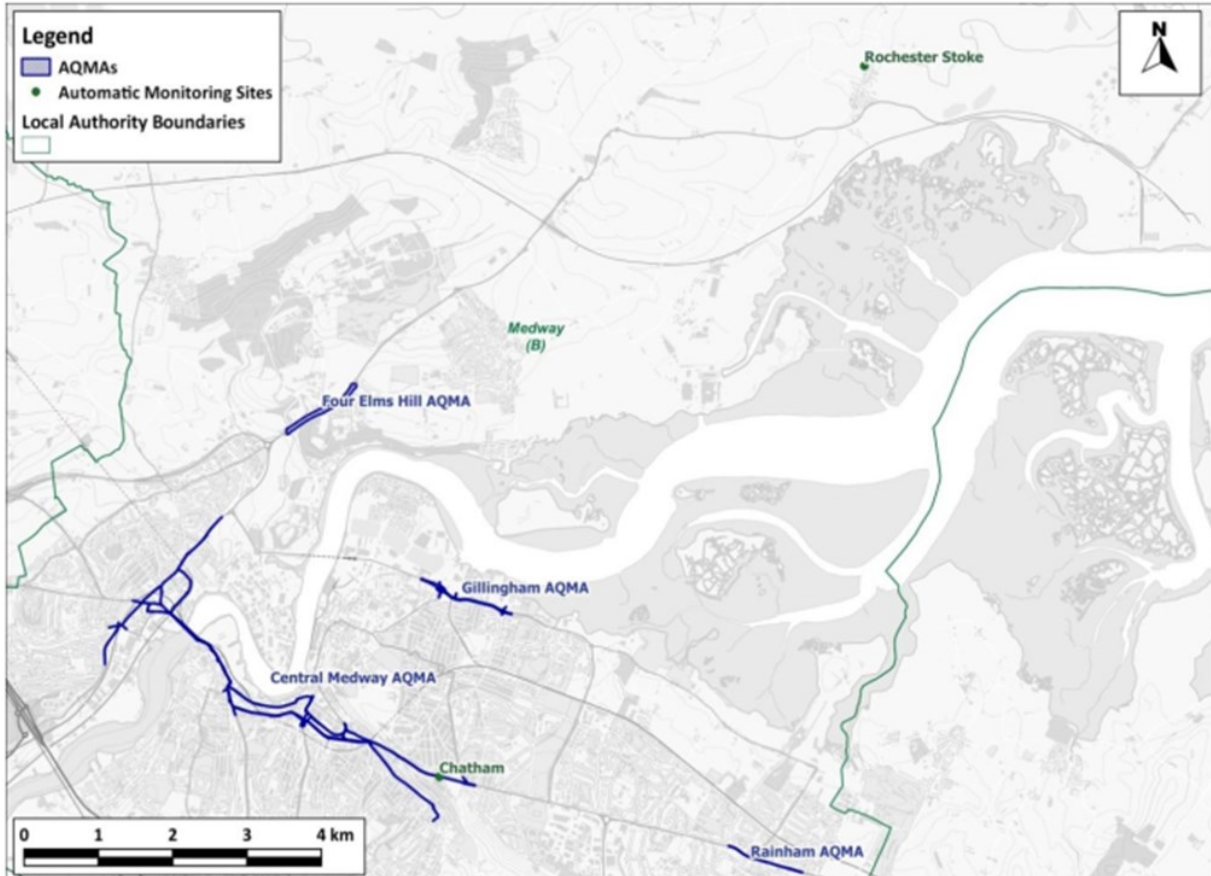 Legend
AQMAs
Automatic Monitoring Sites
Local Authority Boundaries
N
Rochester Stoke
Medway
(B)
Four Elms Hill AQMA
Gillingham AQMA
Central Medway AQMA
Chatham
Rainham AQMA
0 1 2 3 4 km